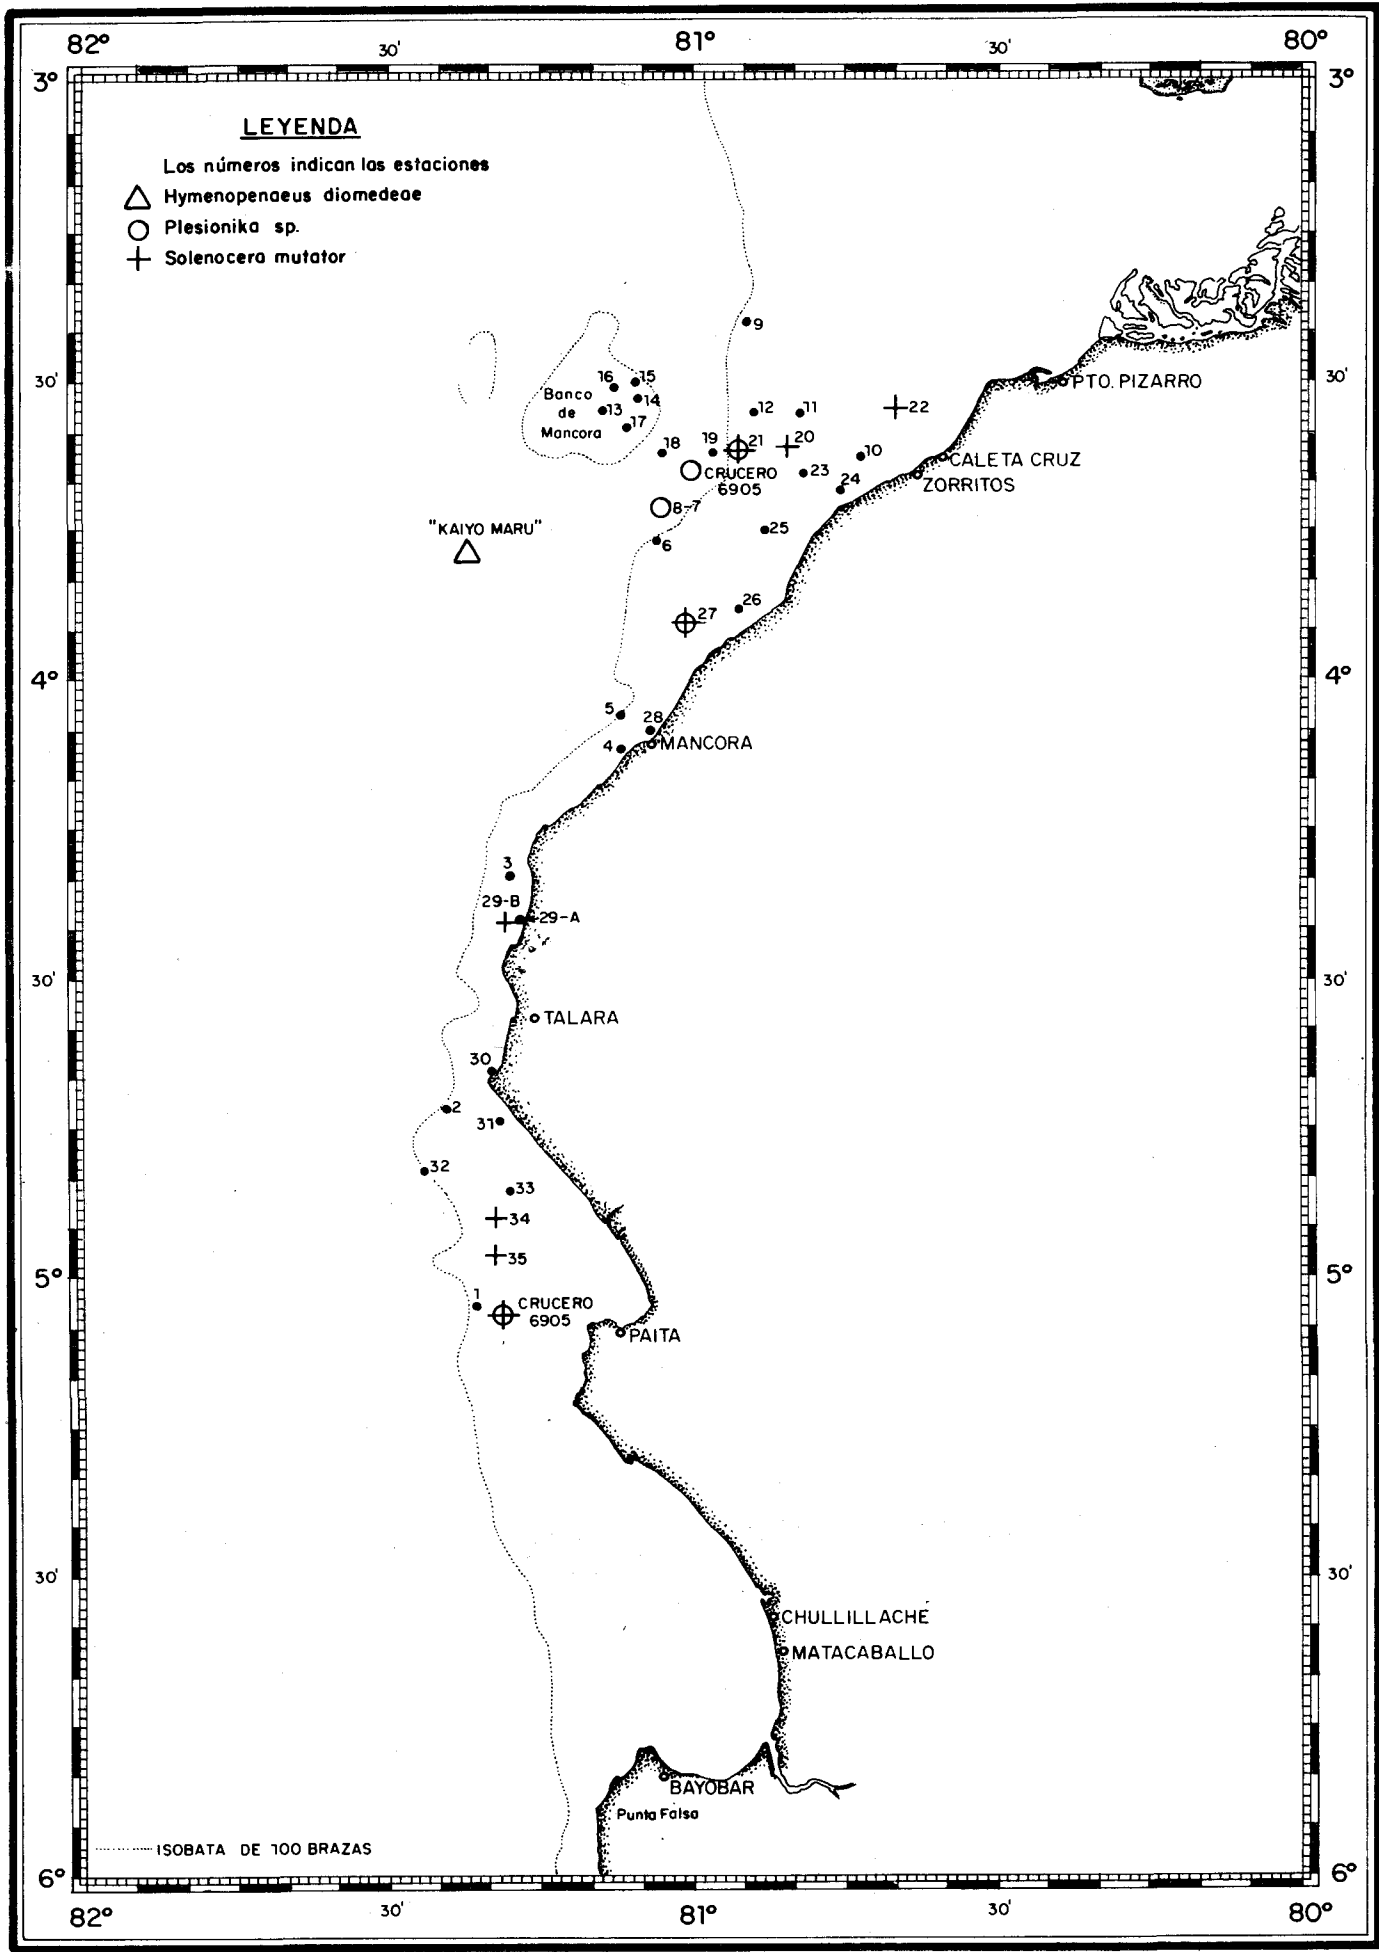 82°
30'
81°
30'
80°
3°
3°
LEYENDA
Los números indican las estaciones
Hymenopenaeus diomedeae
Plesionika sp.
Solenocera mutator
9
30'
30'
16
15
PTO. PIZARRO
Banco
de
Mancora
13
14
17
12
11
22
18
19
21
20
10
CALETA CRUZ
CRUCERO
6905
23
24
ZORRITOS
8-7
"KAIYO MARU"
6
25
26
27
4°
4°
5
28
4
MANCORA
3
29-B
29-A
30'
30'
TALARA
30
2
31
32
33
34
35
5°
5°
1
CRUCERO
6905
PAITA
30'
30'
CHULLILLACHE
MATACABALLO
BAYOBAR
Punta Falsa
ISOBATA DE 100 BRAZAS
6°
6°
82°
30'
81°
30'
80°